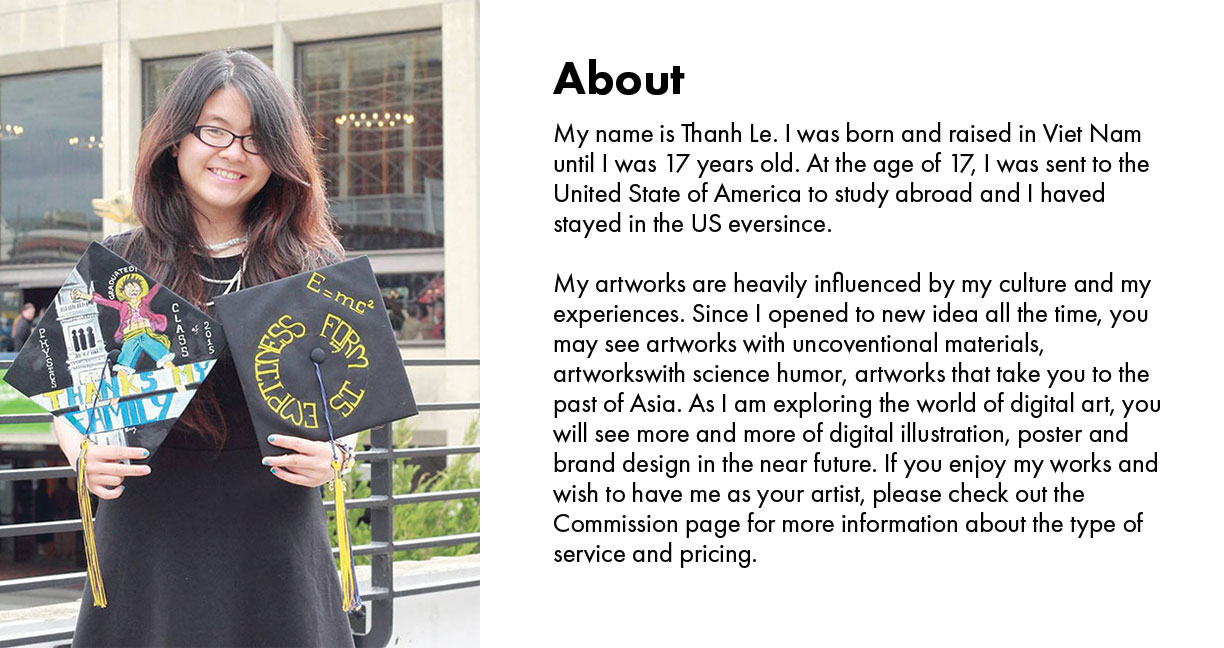 About
My name is Thanh Le. I was born and raised in Viet Nam
until I was 17 years old. At the age of 17, I was sent to the
United State of America to study abroad and I haved
stayed in the US eversince.
My artworks are heavily influenced by my culture and my
experiences. Since I opened to new idea all the time, you
may see artworks with uncoventional materials,
artworkswith science humor, artworks that take you to the
past of Asia. As I am exploring the world of digital art, you
will see more and more of digital illustration, poster and
brand design in the near future. If you enjoy my works and
wish to have me as your artist, please check out the
Commission page for more information about the type of
service and pricing.
GRADUATED!
PHYSICS
CLASS
of
2015
THANKS MY
FAMILY
E=mc²
EMPTINESS FORM IS